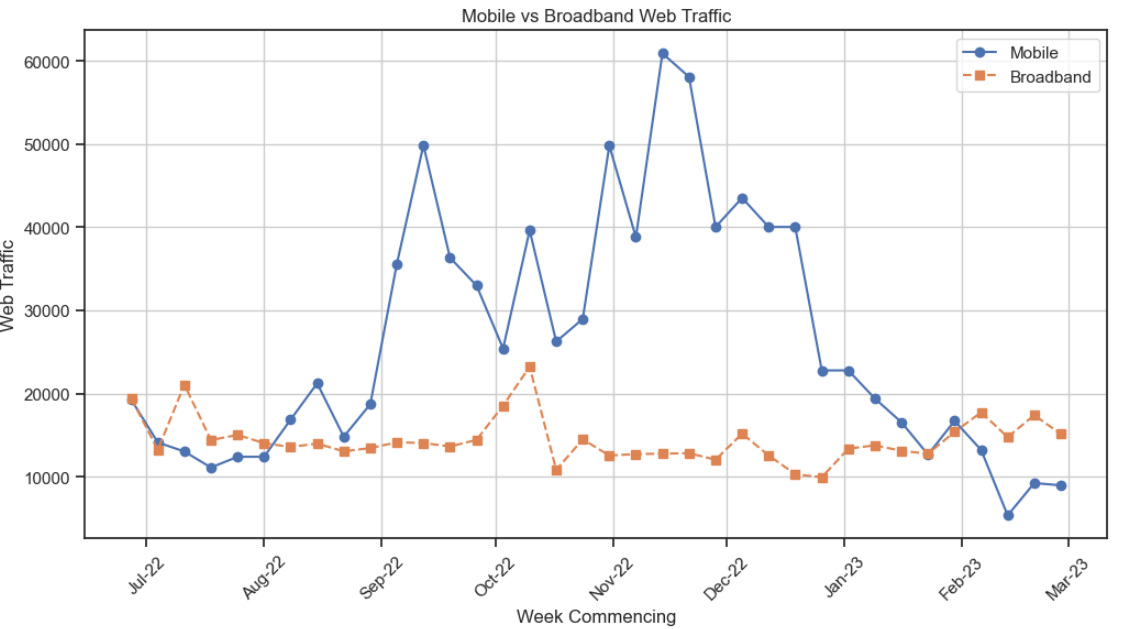 Mobile vs Broadband Web Traffic
Mobile
Broadband
60000
50000
40000
30000
20000
10000
Web Traffic
Jul-22
Aug-22
Sep-22
Oct-22
Nov-22
Dec-22
Jan-23
Feb-23
Mar-23
Week Commencing